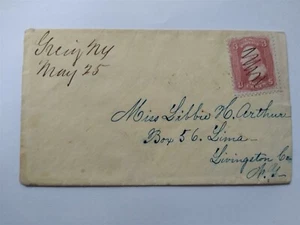 Greig Ny
May 25
Miss Libbie H. Arthur
Box 56. Lima
Livingston Co
N. Y.